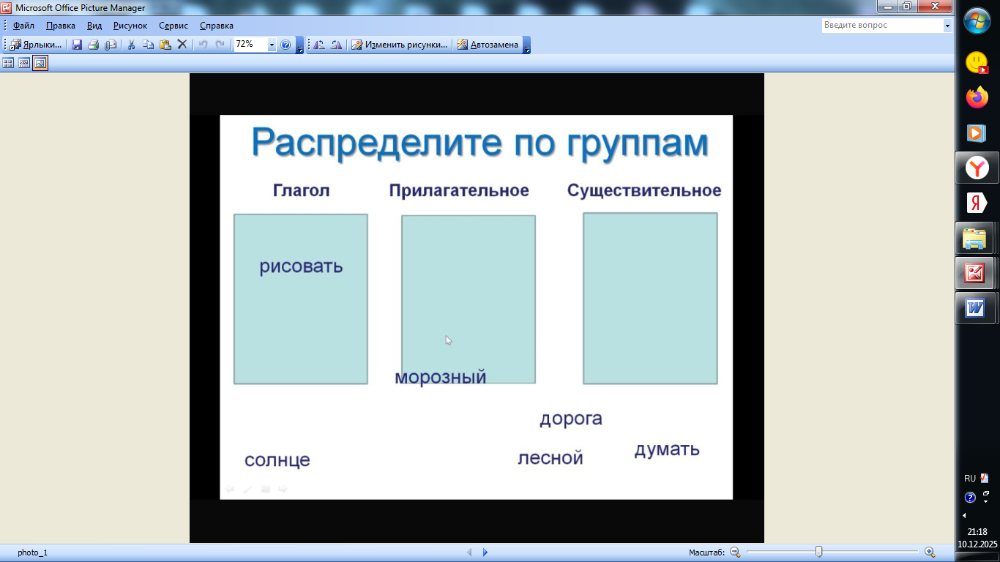 Microsoft Office Picture Manager
Файл Правка Вид Рисунок Сервис Справка
Введите вопрос
Ярлыки... 72% Изменить рисунки... Автозамена
Распределите по группам
Глагол Прилагательное Существительное
рисовать
морозный
дорога
думать
лесной
солнце
RU
21:18
10.12.2025
photo_1
Масштаб: